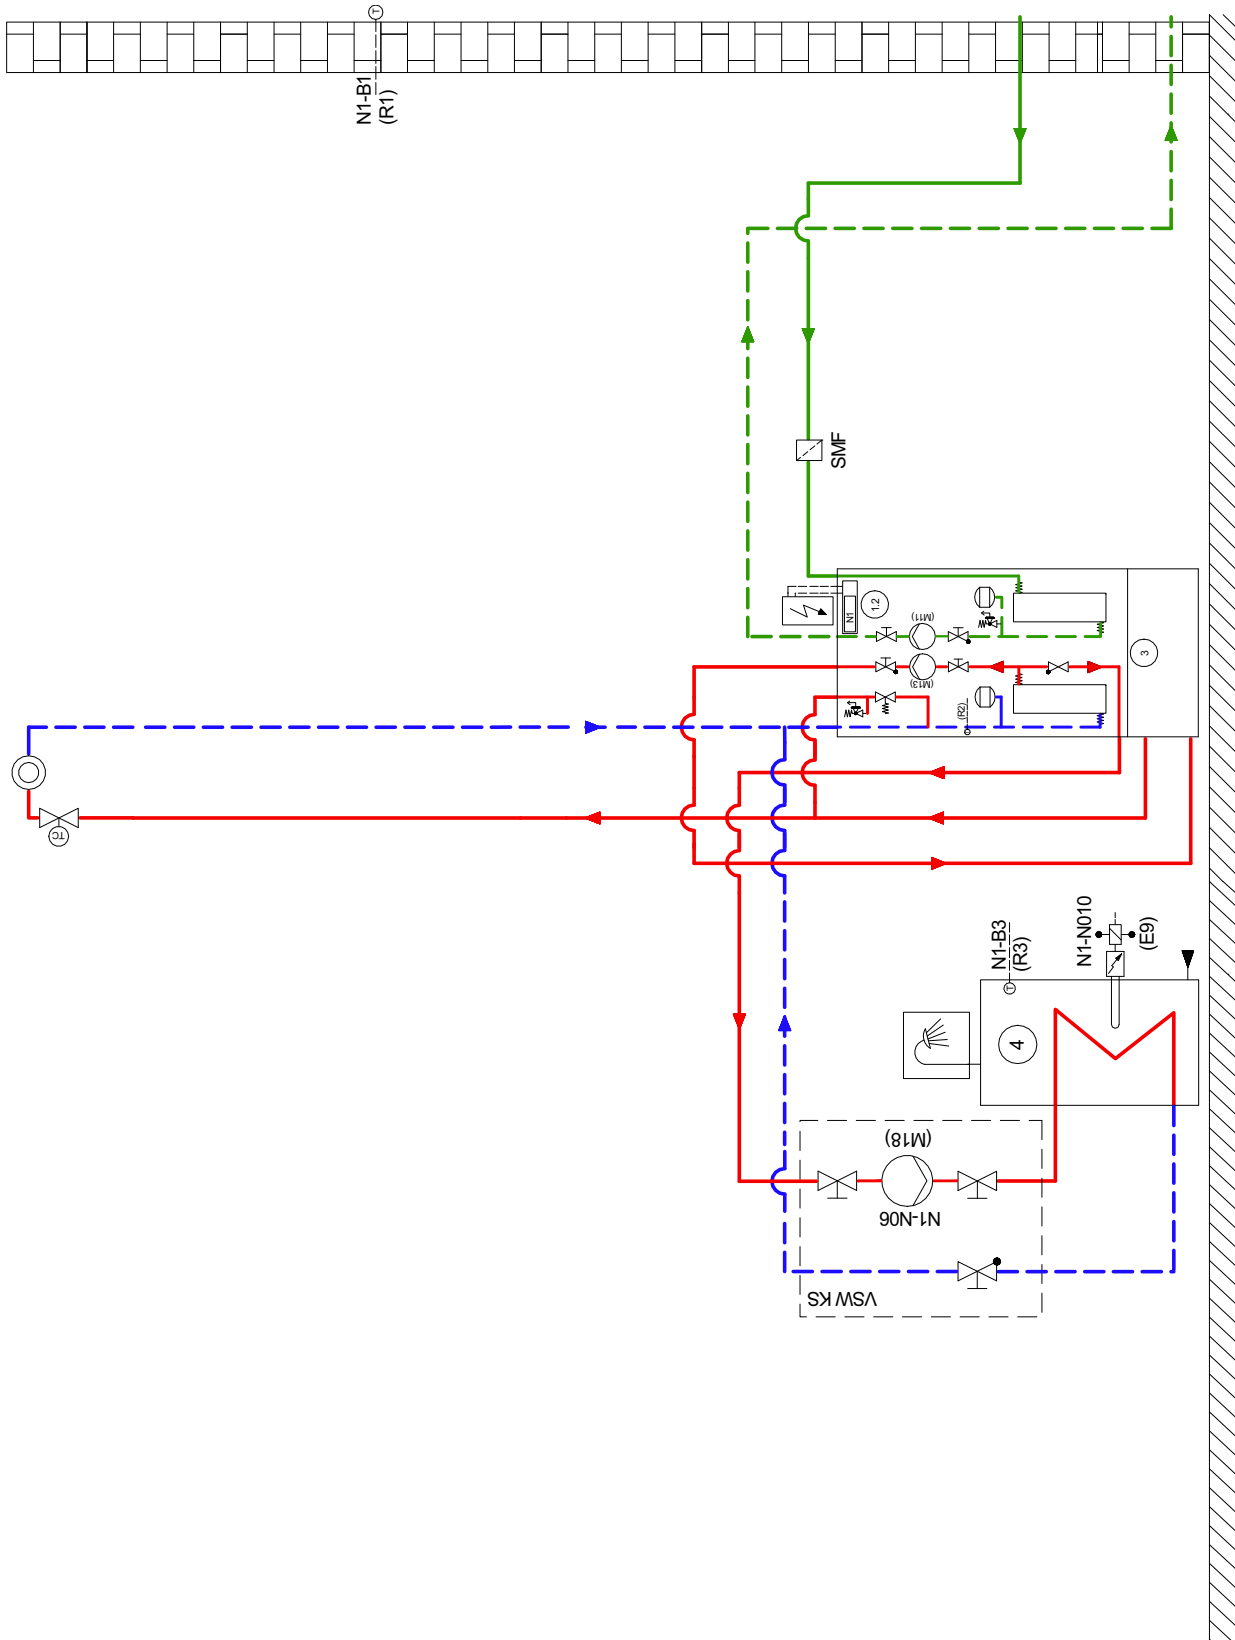 T
N1-B1
(R1)
SMF
N1
1.2
(M11)
(M13)
3
(R2)
TC
N1-B3
(R3)
T
N1-N010
(E9)
4
(M18)
N1-N06
VSW KS